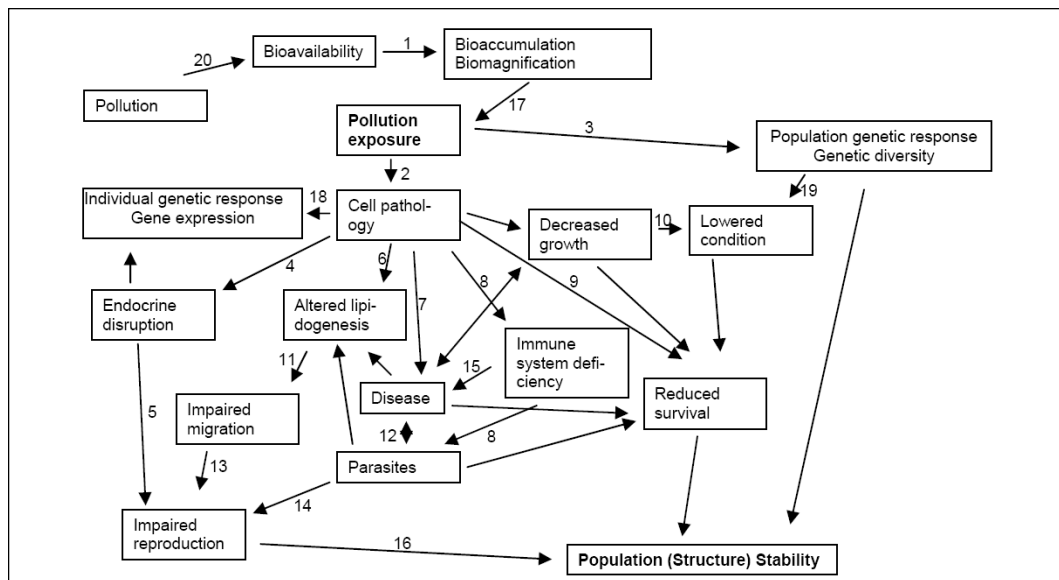 20
Bioavailability
1
Bioaccumulation
Biomagnification
Pollution
17
Pollution
exposure
3
Population genetic response
Genetic diversity
2
19
Individual genetic response
Gene expression
18
Cell pathol-
ogy
Decreased
growth
10
Lowered
condition
4
6
7
8
9
Endocrine
disruption
Altered lipi-
dogenesis
Immune
system defi-
ciency
11
15
5
Impaired
migration
Disease
Reduced
survival
12
8
13
Parasites
14
Impaired
reproduction
16
Population (Structure) Stability